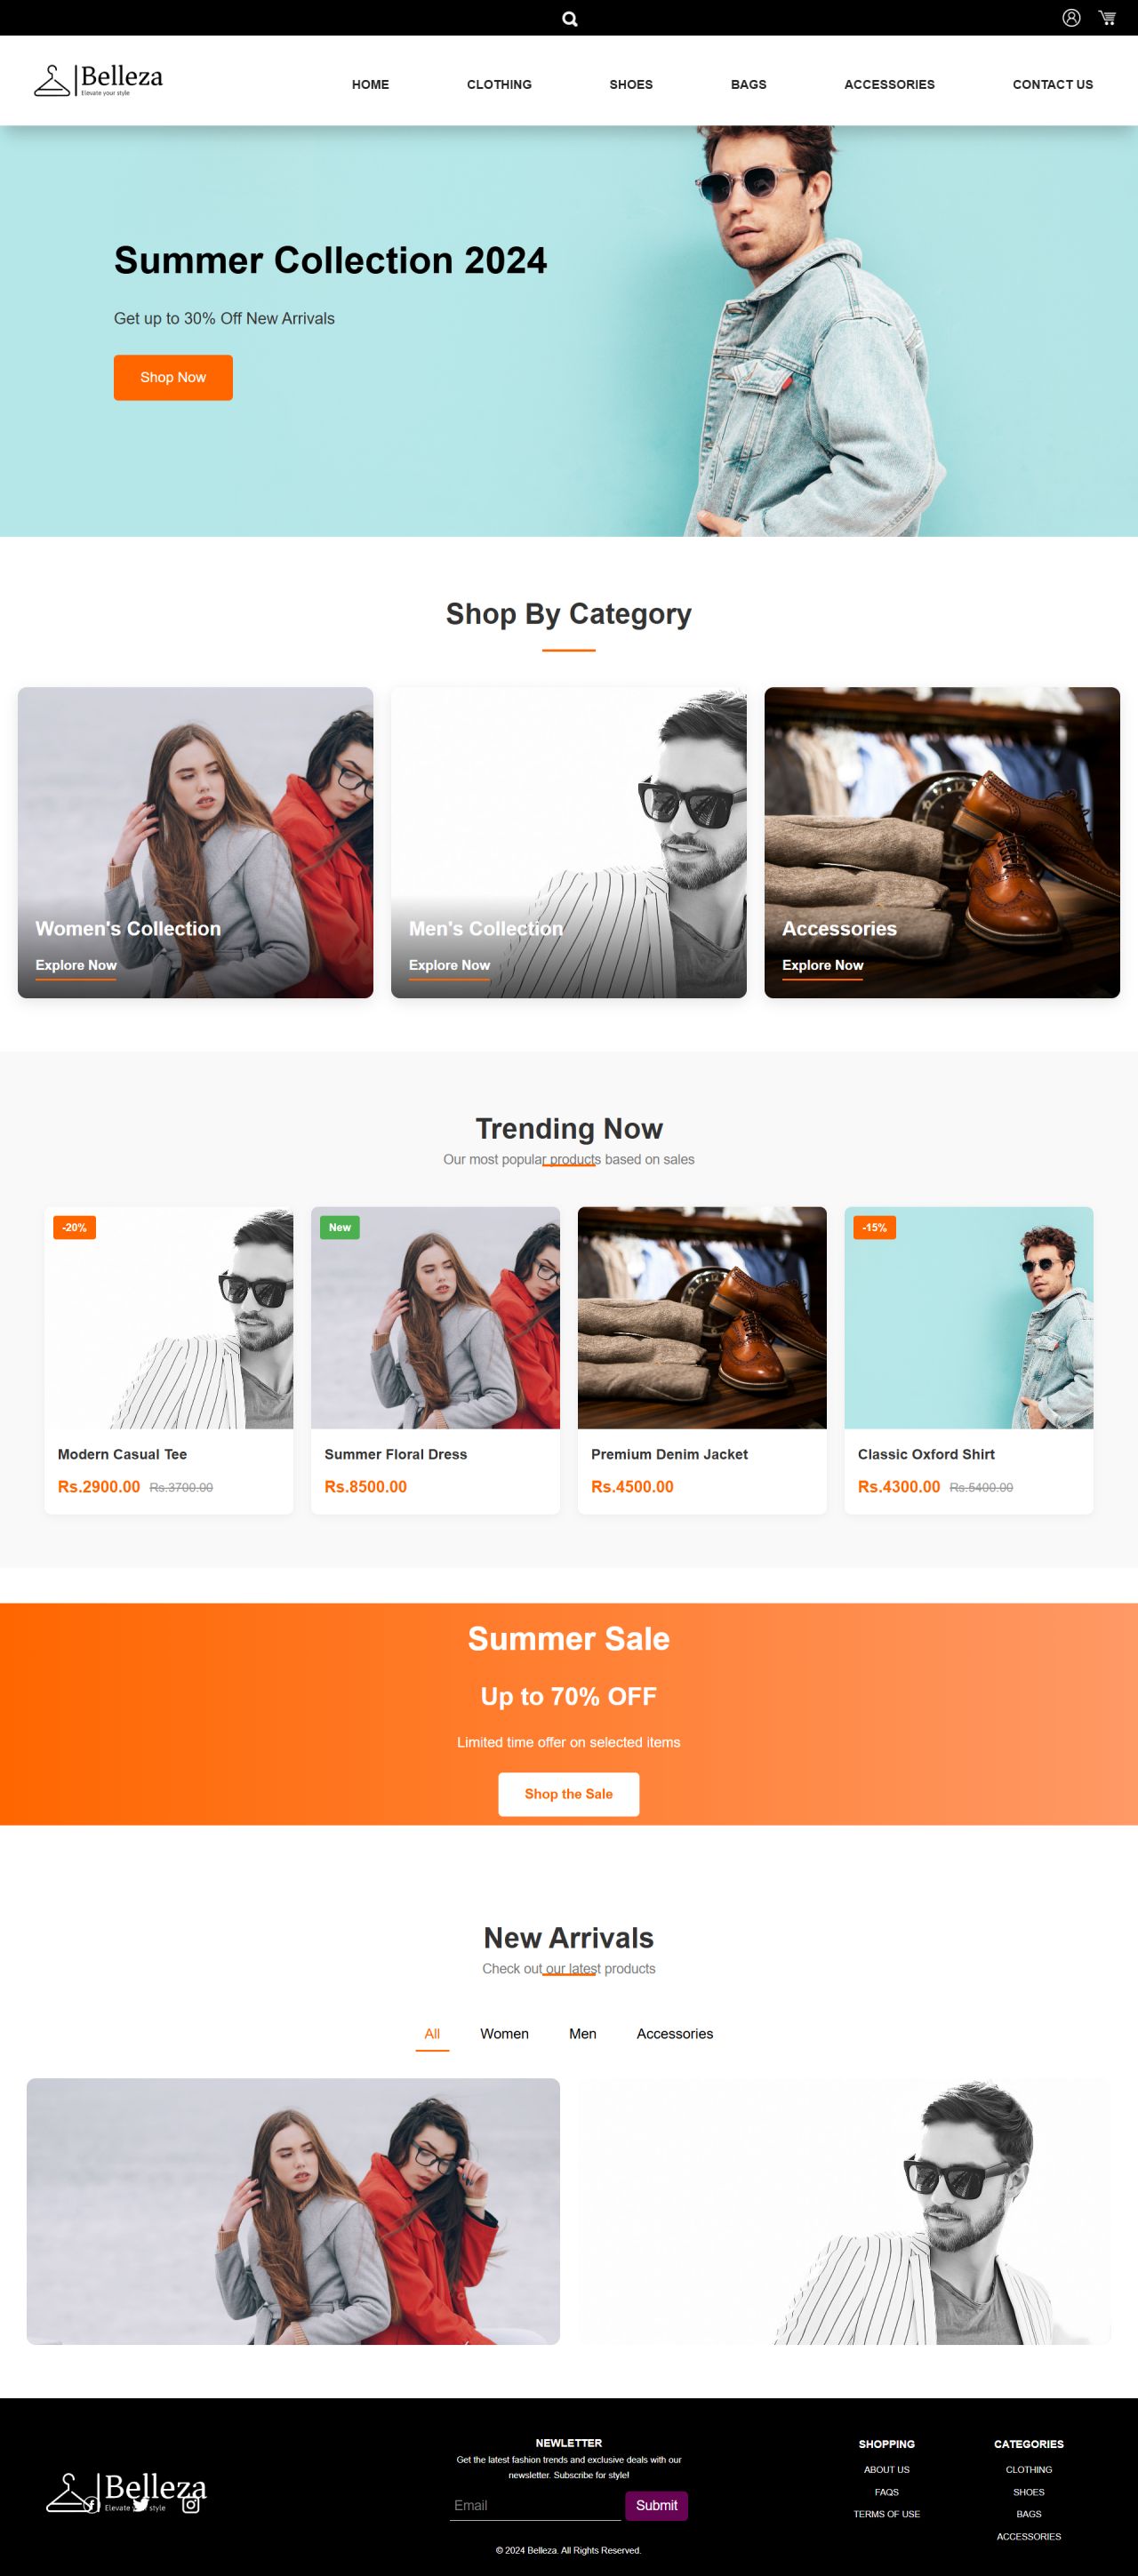 Belleza
Elevate your style
HOME
CLOTHING
SHOES
BAGS
ACCESSORIES
CONTACT US
Summer Collection 2024
Get up to 30% Off New Arrivals
Shop Now
Shop By Category
Women's Collection
Explore Now
Men's Collection
Explore Now
Accessories
Explore Now
Trending Now
Our most popular products based on sales
-20%
Modern Casual Tee
Rs.2900.00 Rs.3700.00
New
Summer Floral Dress
Rs.8500.00
Premium Denim Jacket
Rs.4500.00
-15%
Classic Oxford Shirt
Rs.4300.00 Rs.5400.00
Summer Sale
Up to 70% OFF
Limited time offer on selected items
Shop the Sale
New Arrivals
Check out our latest products
All
Women
Men
Accessories
Belleza
Elevate your style
NEWLETTER
Get the latest fashion trends and exclusive deals with our
newsletter. Subscribe for style!
Email
Submit
© 2024 Belleza. All Rights Reserved.
SHOPPING
ABOUT US
FAQS
TERMS OF USE
CATEGORIES
CLOTHING
SHOES
BAGS
ACCESSORIES